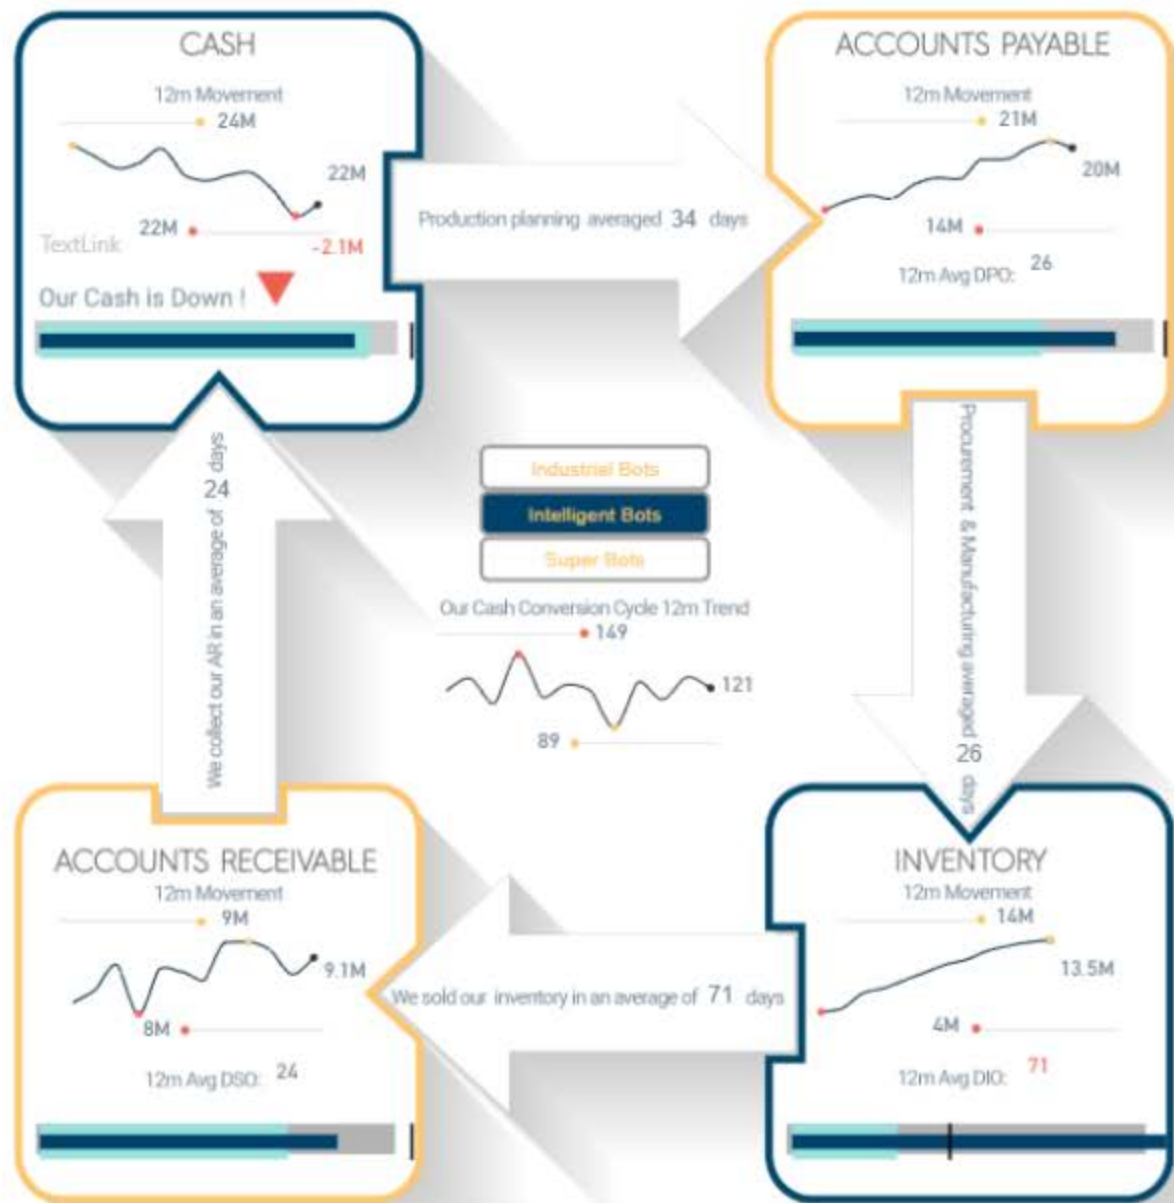 CASH
12m Movement
24M
22M
22M
TextLink
-2.1M
Our Cash is Down !
Production planning averaged 34 days
ACCOUNTS PAYABLE
12m Movement
21M
20M
14M
12m Avg DPO: 26
Procurement & Manufacturing averaged 26 days
Industrial Bots
Intelligent Bots
Super Bots
Our Cash Conversion Cycle 12m Trend
149
121
89
We collect our AR in an average of 24 days
ACCOUNTS RECEIVABLE
12m Movement
9M
9.1M
8M
12m Avg DSO: 24
We sold our inventory in an average of 71 days
INVENTORY
12m Movement
14M
13.5M
4M
12m Avg DIO: 71